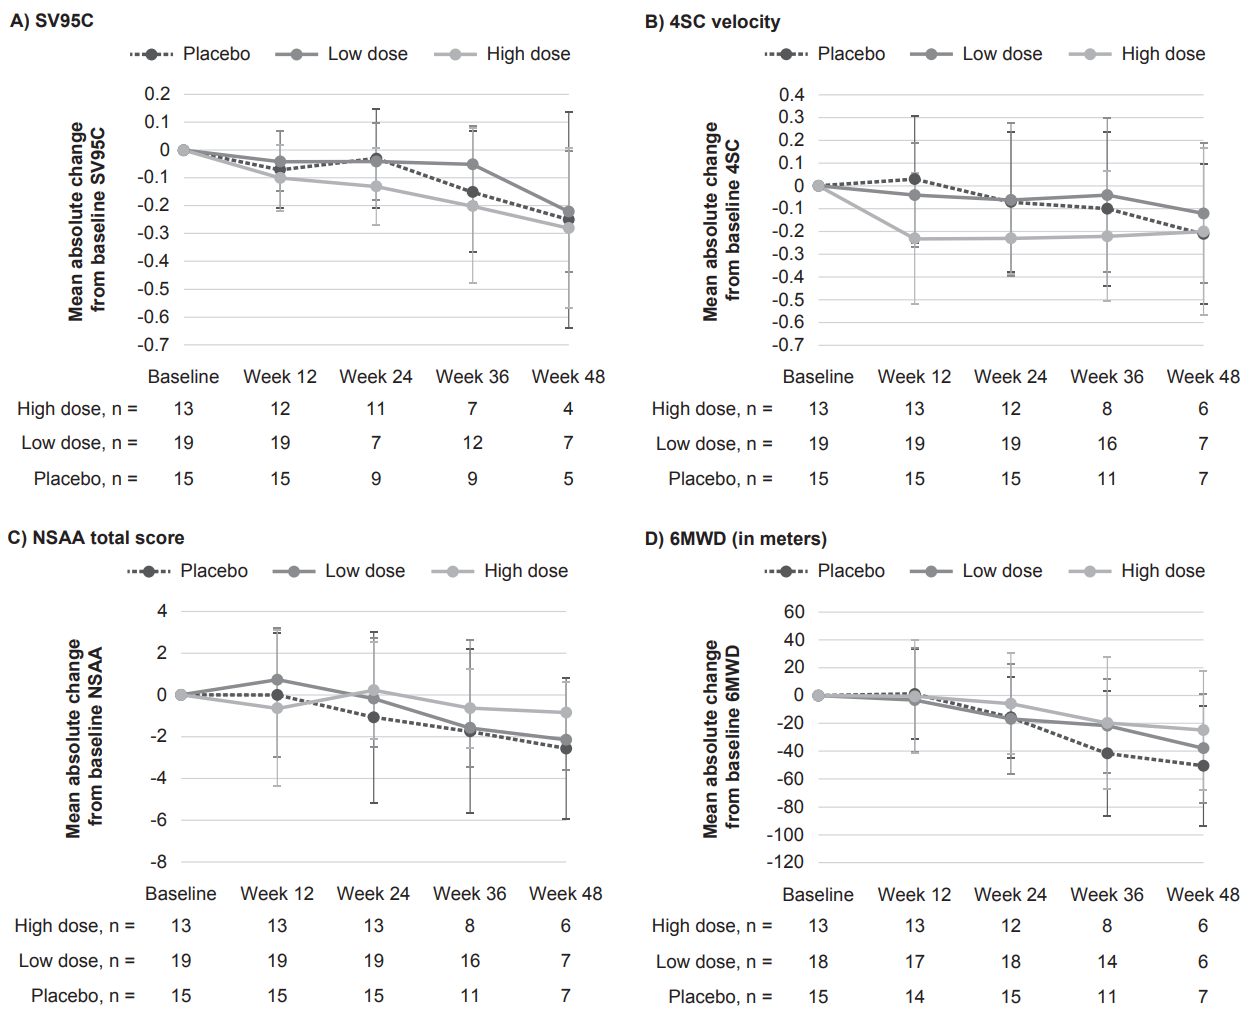 A) SV95C
Placebo Low dose High dose
Mean absolute change
from baseline SV95C
0.2
0.1
0
-0.1
-0.2
-0.3
-0.4
-0.5
-0.6
-0.7
Baseline Week 12 Week 24 Week 36 Week 48
High dose, n = 13 12 11 7 4
Low dose, n = 19 19 7 12 7
Placebo, n = 15 15 9 9 5
B) 4SC velocity
Placebo Low dose High dose
Mean absolute change
from baseline 4SC
0.4
0.3
0.2
0.1
0
-0.1
-0.2
-0.3
-0.4
-0.5
-0.6
-0.7
Baseline Week 12 Week 24 Week 36 Week 48
High dose, n = 13 13 12 8 6
Low dose, n = 19 19 19 16 7
Placebo, n = 15 15 15 11 7
C) NSAA total score
Placebo Low dose High dose
Mean absolute change
from baseline NSAA
4
2
0
-2
-4
-6
-8
Baseline Week 12 Week 24 Week 36 Week 48
High dose, n = 13 13 13 8 6
Low dose, n = 19 19 19 16 7
Placebo, n = 15 15 15 11 7
D) 6MWD (in meters)
Placebo Low dose High dose
Mean absolute change
from baseline 6MWD
60
40
20
0
-20
-40
-60
-80
-100
-120
Baseline Week 12 Week 24 Week 36 Week 48
High dose, n = 13 13 12 8 6
Low dose, n = 18 17 18 14 6
Placebo, n = 15 14 15 11 7